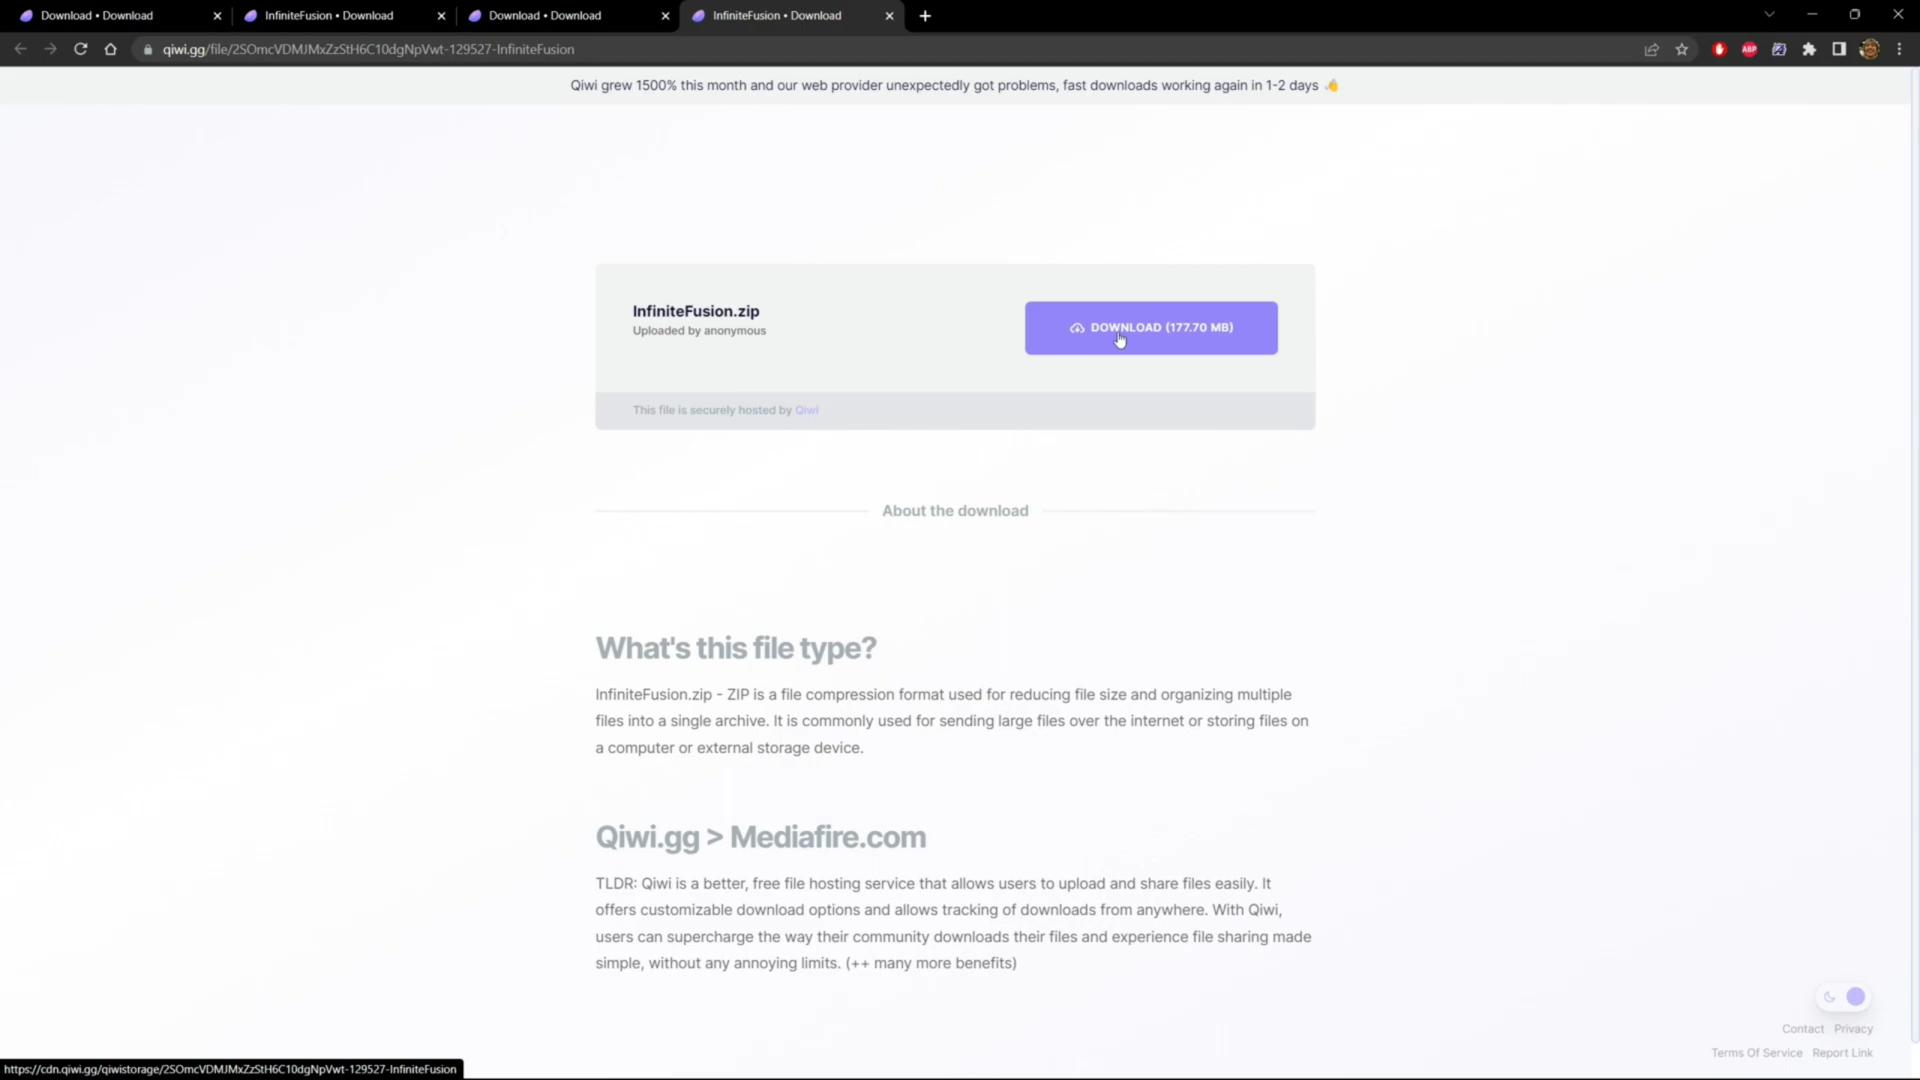 Download • Download
InfiniteFusion • Download
Download • Download
InfiniteFusion • Download
qiwi.gg/file/2SOmcVDMJMxZzStH6C10dgNpVwt-129527-InfiniteFusion
ABP
Qiwi grew 1500% this month and our web provider unexpectedly got problems, fast downloads working again in 1-2 days 👋
InfiniteFusion.zip
Uploaded by anonymous
DOWNLOAD (177.70 MB)
This file is securely hosted by Qiwi
About the download
What's this file type?
InfiniteFusion.zip - ZIP is a file compression format used for reducing file size and organizing multiple
files into a single archive. It is commonly used for sending large files over the internet or storing files on
a computer or external storage device.
Qiwi.gg > Mediafire.com
TLDR: Qiwi is a better, free file hosting service that allows users to upload and share files easily. It
offers customizable download options and allows tracking of downloads from anywhere. With Qiwi,
users can supercharge the way their community downloads their files and experience file sharing made
simple, without any annoying limits. (++ many more benefits)
Contact Privacy
Terms Of Service Report Link
https://cdn.qiwi.gg/qiwistorage/2SOmcVDMJMxZzStH6C10dgNpVwt-129527-InfiniteFusion